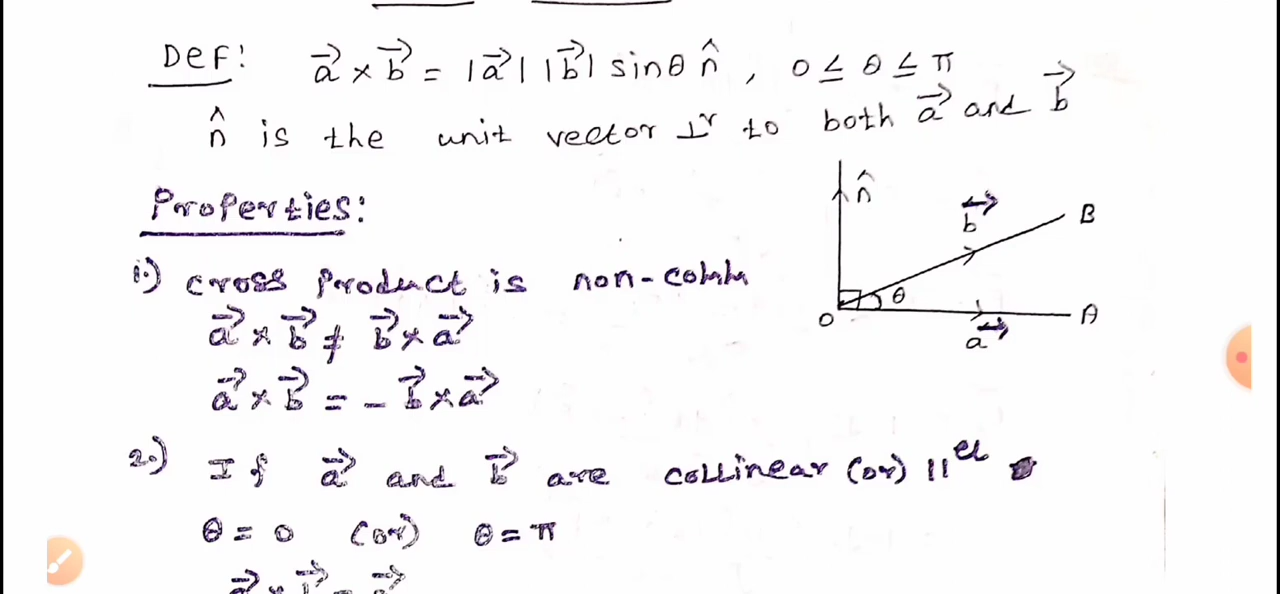 Def: a⃗ × b⃗ = |a⃗| |b⃗| sinθ n̂ , 0 ≤ θ ≤ π
n̂ is the unit vector ⊥r to both a⃗ and b⃗
Properties:
1.) cross product is non-comm
a⃗ × b⃗ ≠ b⃗ × a⃗
a⃗ × b⃗ = - b⃗ × a⃗
n̂
b⃗
B
θ
O
A
a⃗
2.) If a⃗ and b⃗ are collinear (or) ||el
θ = 0 (or) θ = π
a⃗ × b⃗ =